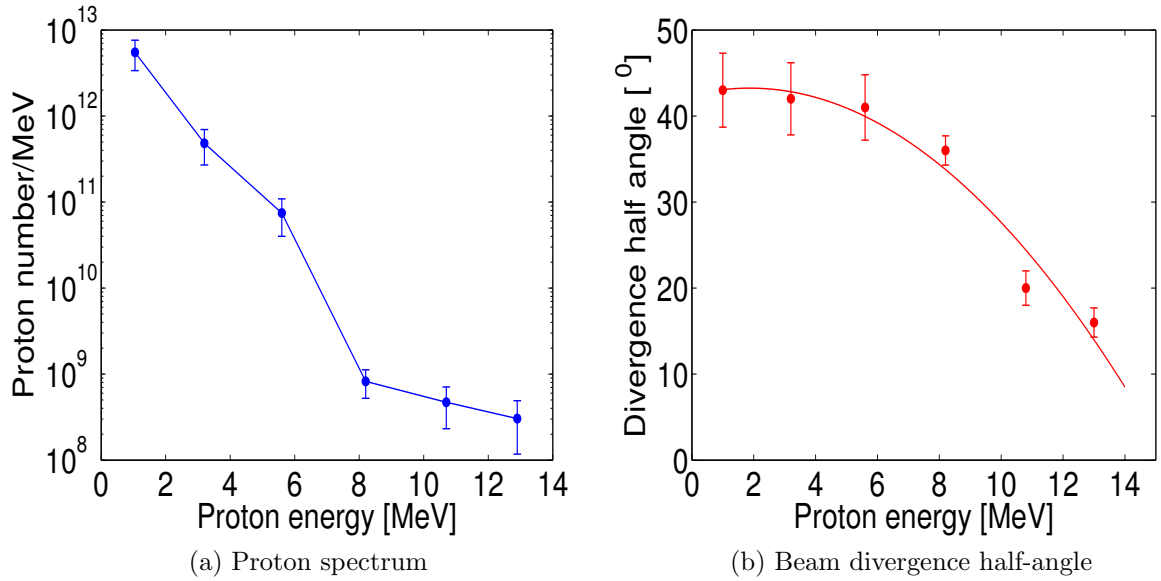 Proton number/MeV
10^13
10^12
10^11
10^10
10^9
10^8
0 2 4 6 8 10 12 14
Proton energy [MeV]
(a) Proton spectrum
Divergence half angle [ ^0]
50
40
30
20
10
0
0 2 4 6 8 10 12 14
Proton energy [MeV]
(b) Beam divergence half-angle